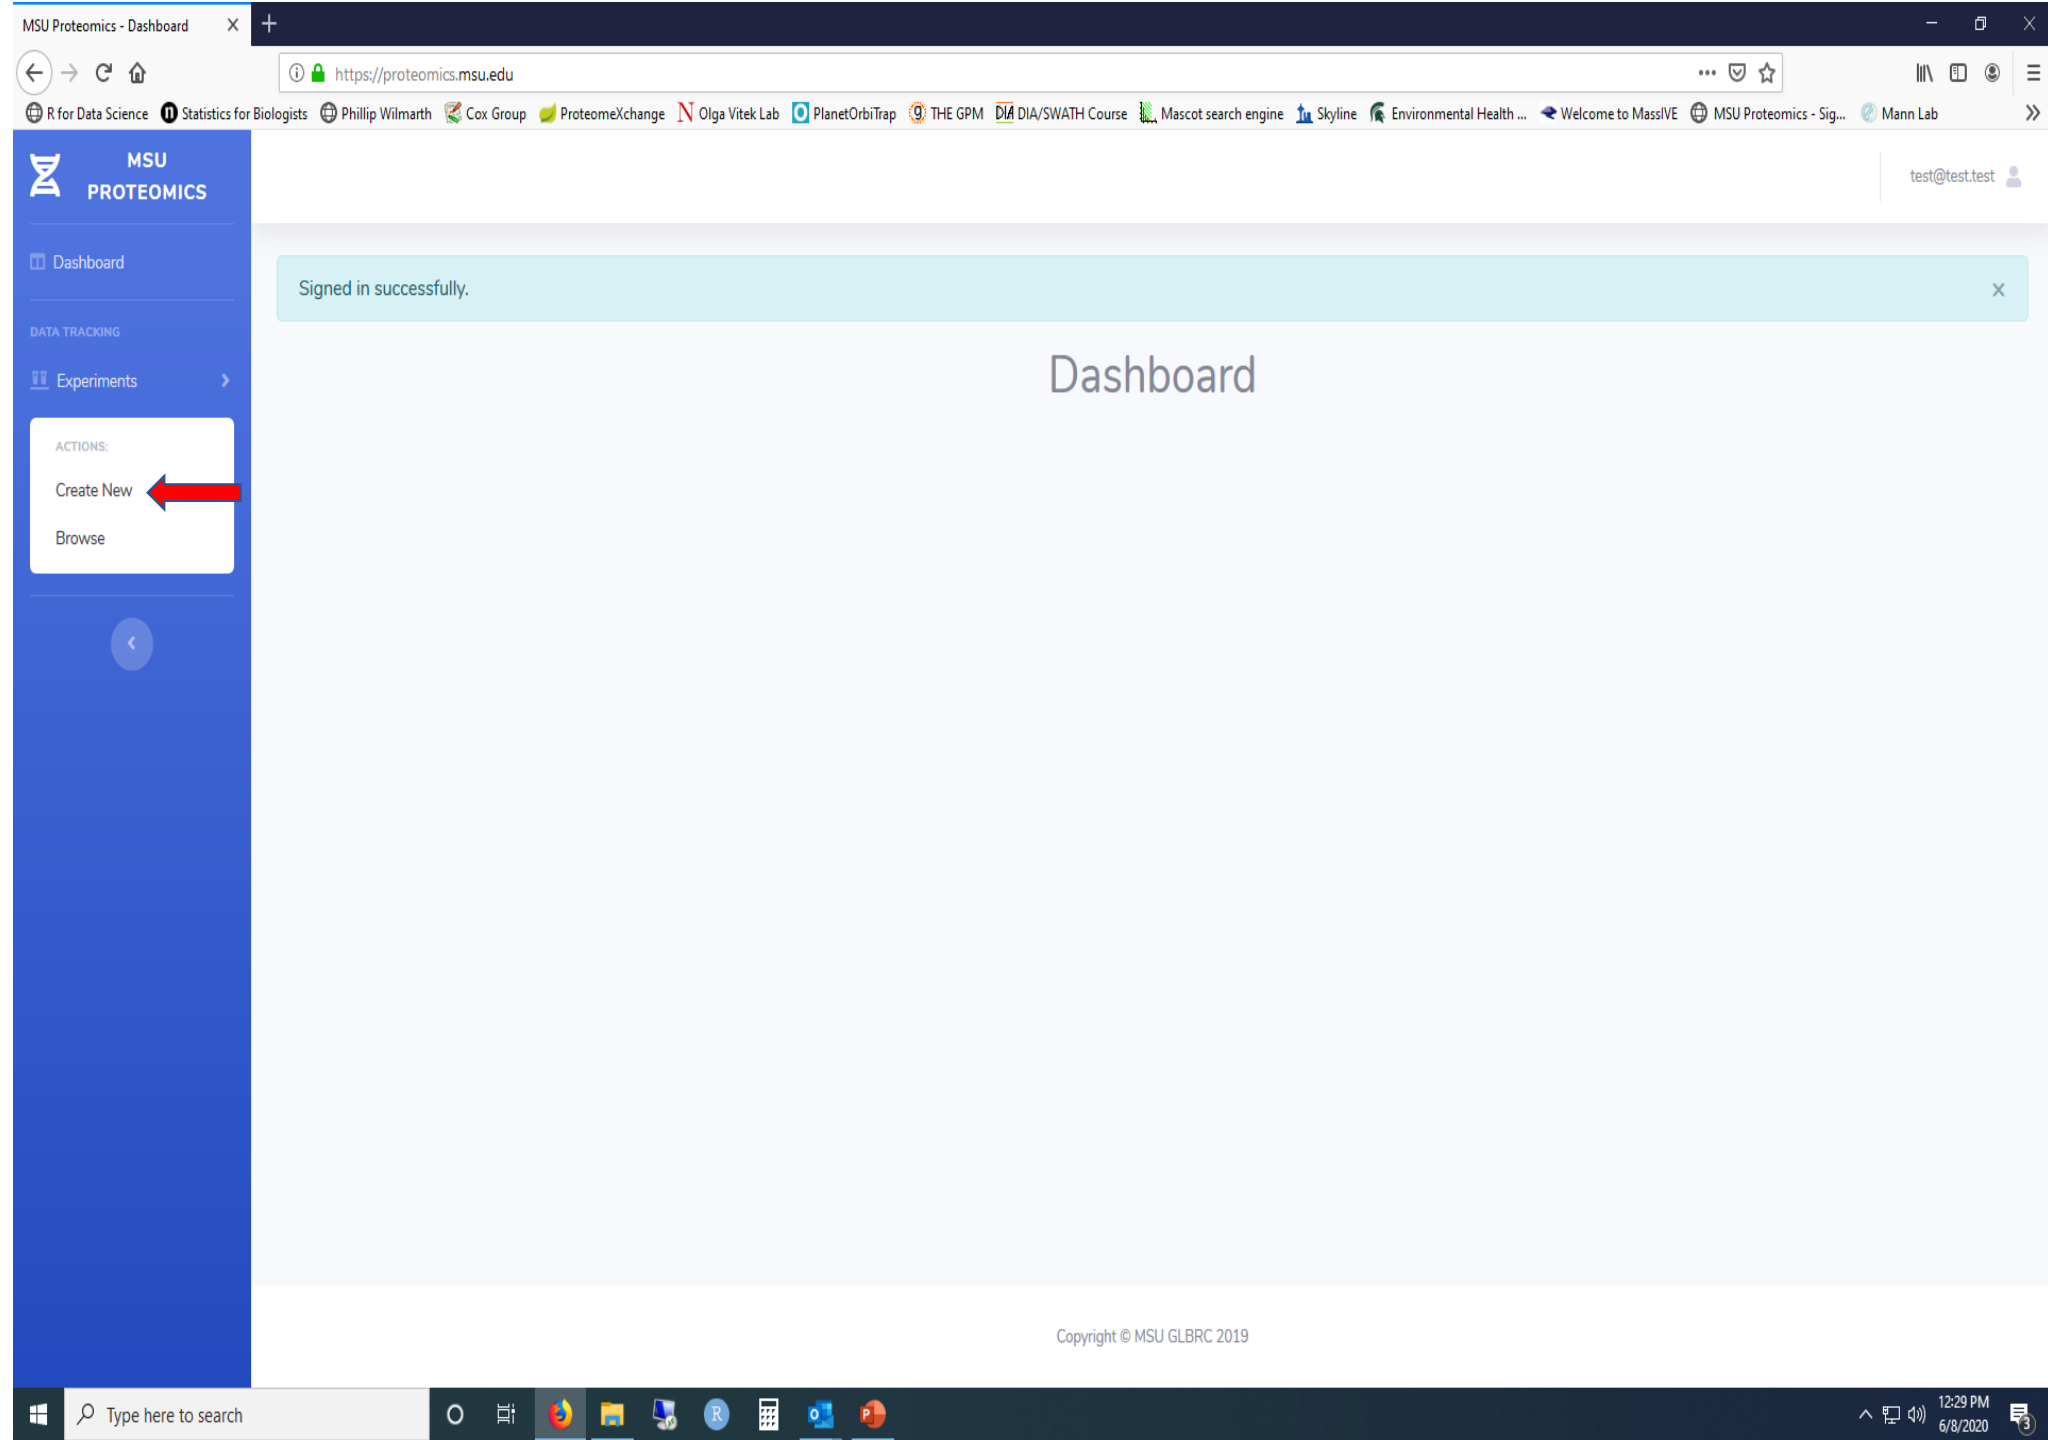 MSU Proteomics - Dashboard
https://proteomics.msu.edu
R for Data Science Statistics for Biologists Phillip Wilmarth Cox Group ProteomeXchange Olga Vitek Lab PlanetOrbiTrap THE GPM DIA/SWATH Course Mascot search engine Skyline Environmental Health ... Welcome to MassIVE MSU Proteomics - Sig... Mann Lab
MSU
PROTEOMICS
test@test.test
Dashboard
Signed in successfully.
DATA TRACKING
Dashboard
Experiments
ACTIONS:
Create New
Browse
Copyright © MSU GLBRC 2019
Type here to search
12:29 PM
6/8/2020
3